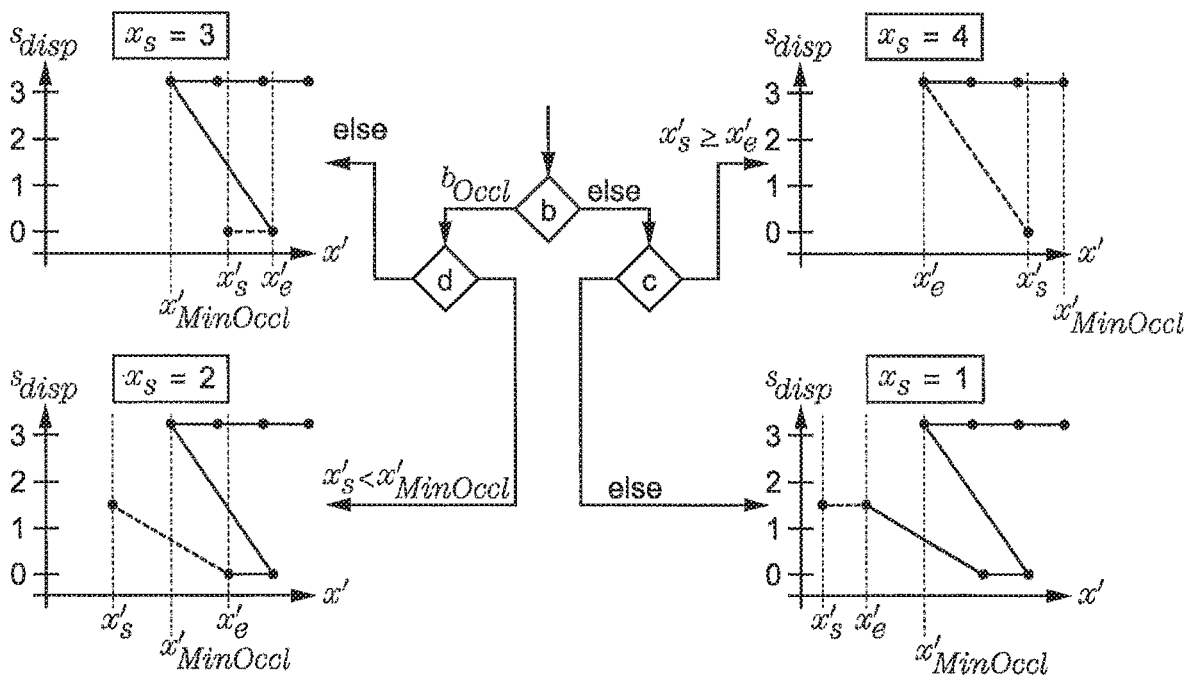 s_disp
x_s = 3
3
2
1
0
x'_s
x'_e
x'
x'_MinOccl
else
b_Occl
b
else
d
c
x'_s ≥ x'_e
s_disp
x_s = 4
3
2
1
0
x'_e
x'_s
x'
x'_MinOccl
s_disp
x_s = 2
3
2
1
0
x'_s
x'_e
x'
x'_MinOccl
x'_s < x'_MinOccl
else
s_disp
x_s = 1
3
2
1
0
x'_s
x'_e
x'
x'_MinOccl